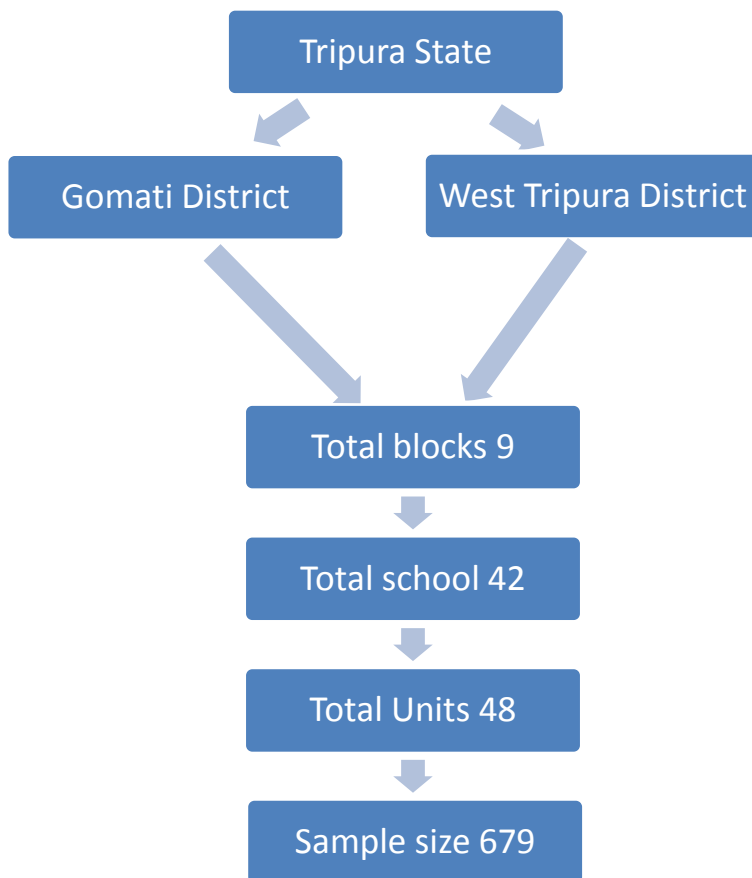 Tripura State
Gomati District
West Tripura District
Total blocks 9
Total school 42
Total Units 48
Sample size 679